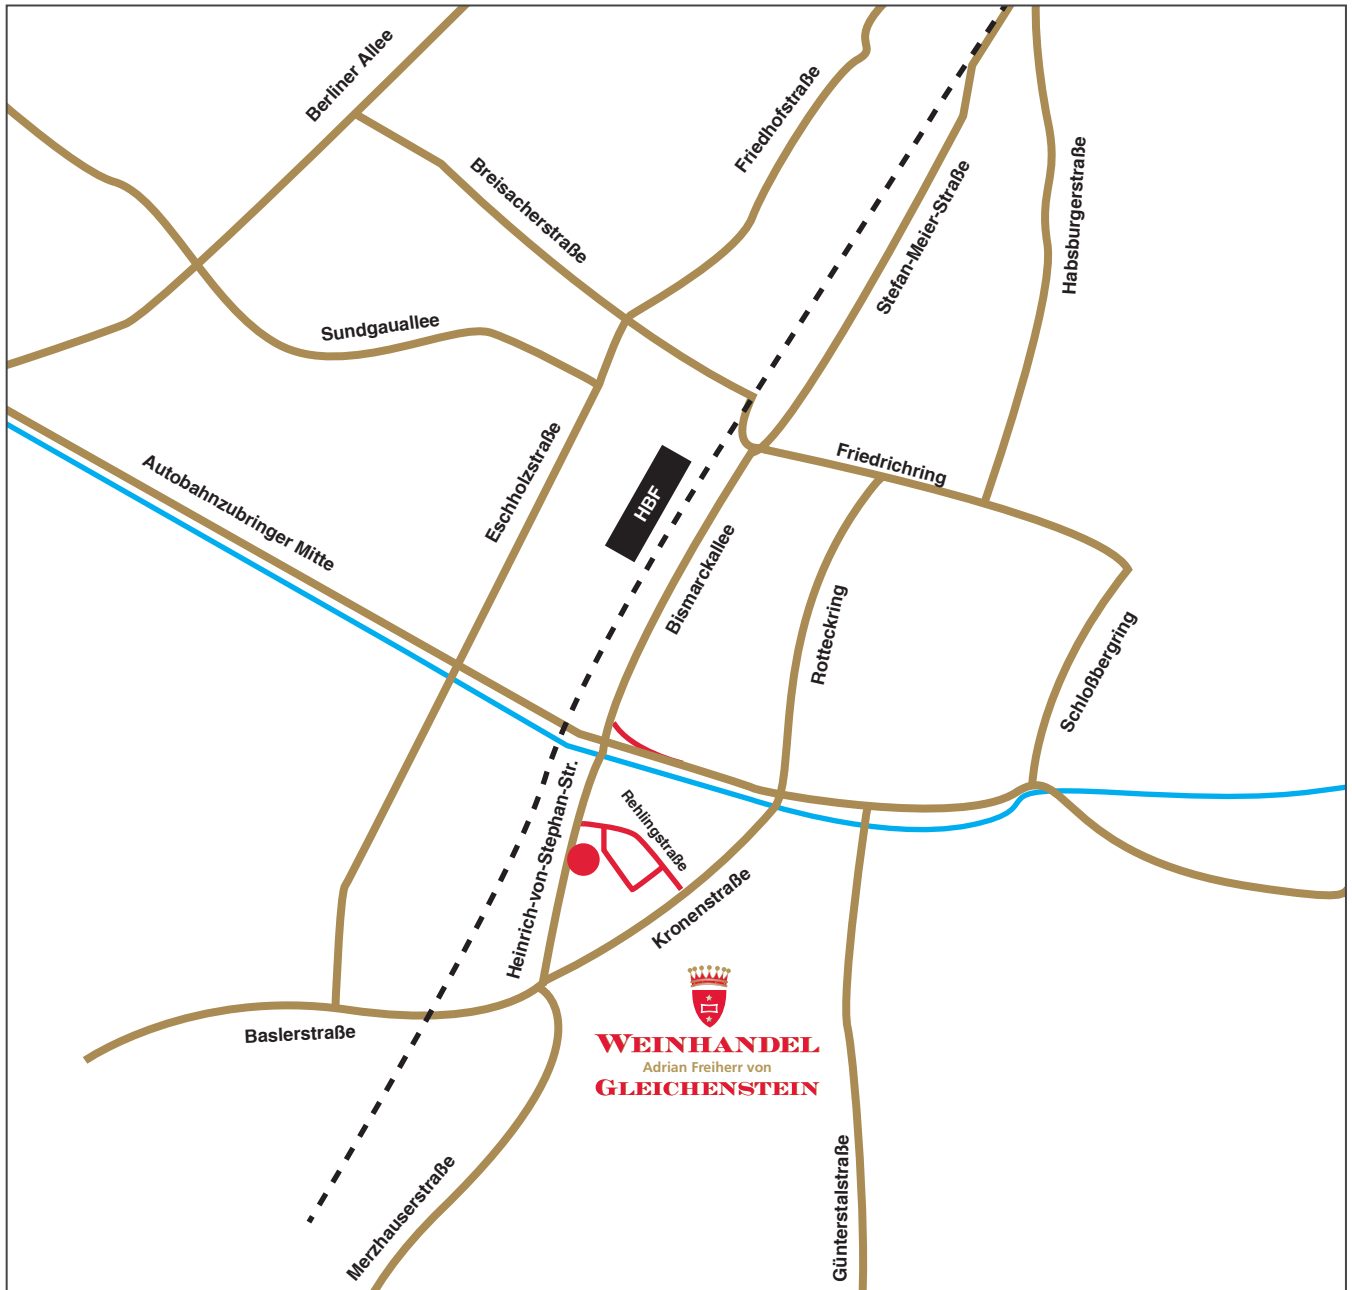 Berliner Allee
Friedhofstraße
Breisacherstraße
Stefan-Meier-Straße
Habsburgerstraße
Sundgauallee
Friedrichring
Eschholzstraße
Autobahnzubringer Mitte
HBF
Bismarckallee
Rotteckring
Schloßbergring
Heinrich-von-Stephan-Str.
Rehlingstraße
Kronenstraße
Baslerstraße
WEINHANDEL
Adrian Freiherr von
GLEICHENSTEIN
Merzhauserstraße
Günterstalstraße